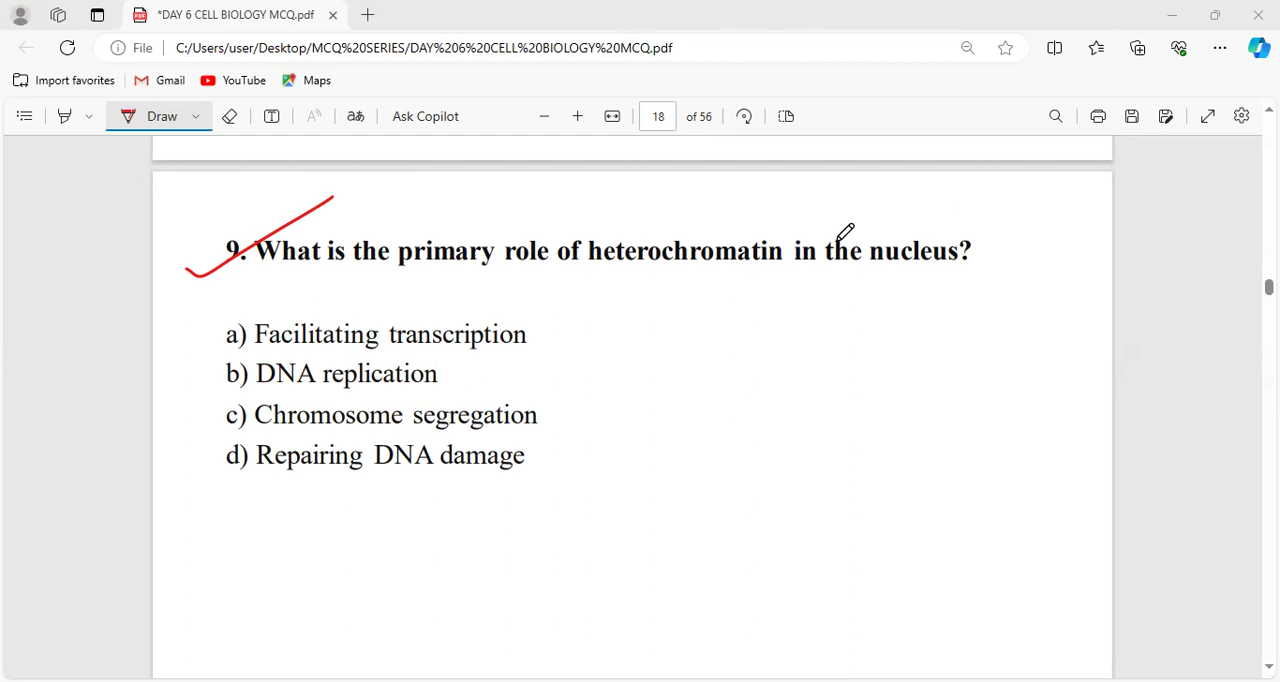 *DAY 6 CELL BIOLOGY MCQ.pdf
File C:/Users/user/Desktop/MCQ%20SERIES/DAY%206%20CELL%20BIOLOGY%20MCQ.pdf
Import favorites Gmail YouTube Maps
Draw Ask Copilot 18 of 56
9. What is the primary role of heterochromatin in the nucleus?
a) Facilitating transcription
b) DNA replication
c) Chromosome segregation
d) Repairing DNA damage